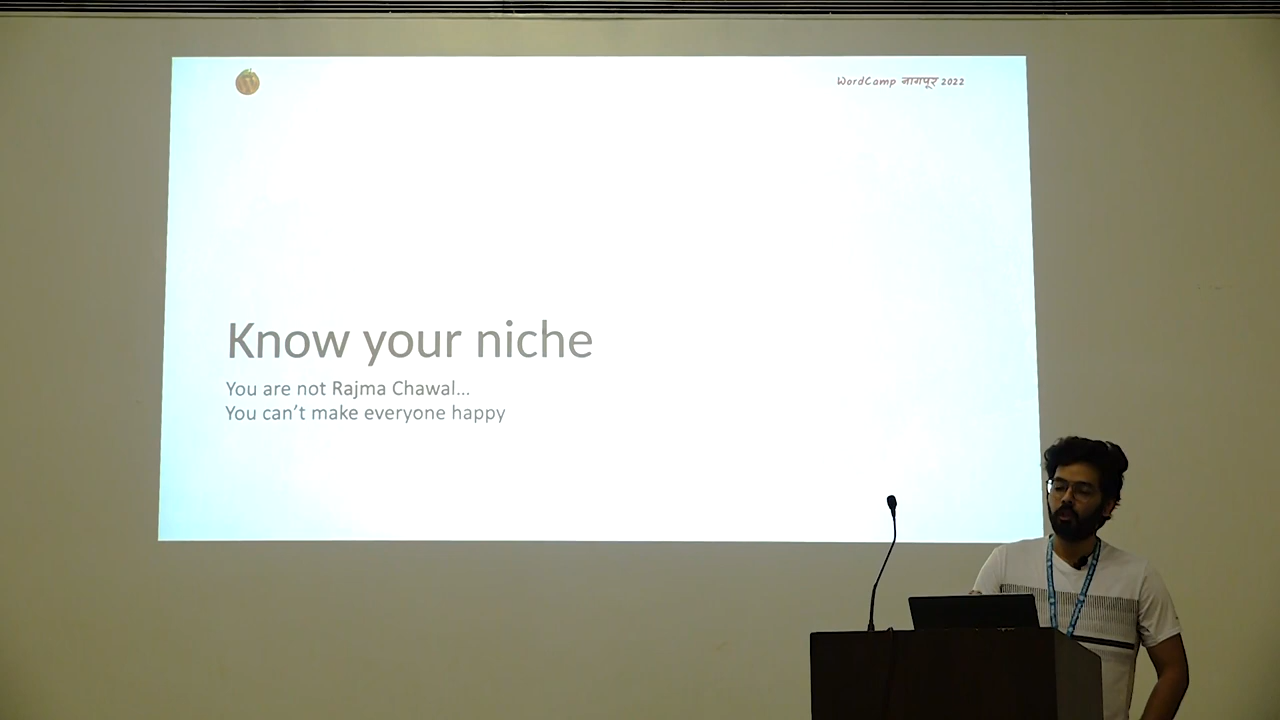 WordCamp नागपूर 2022
Know your niche
You are not Rajma Chawal...
You can't make everyone happy